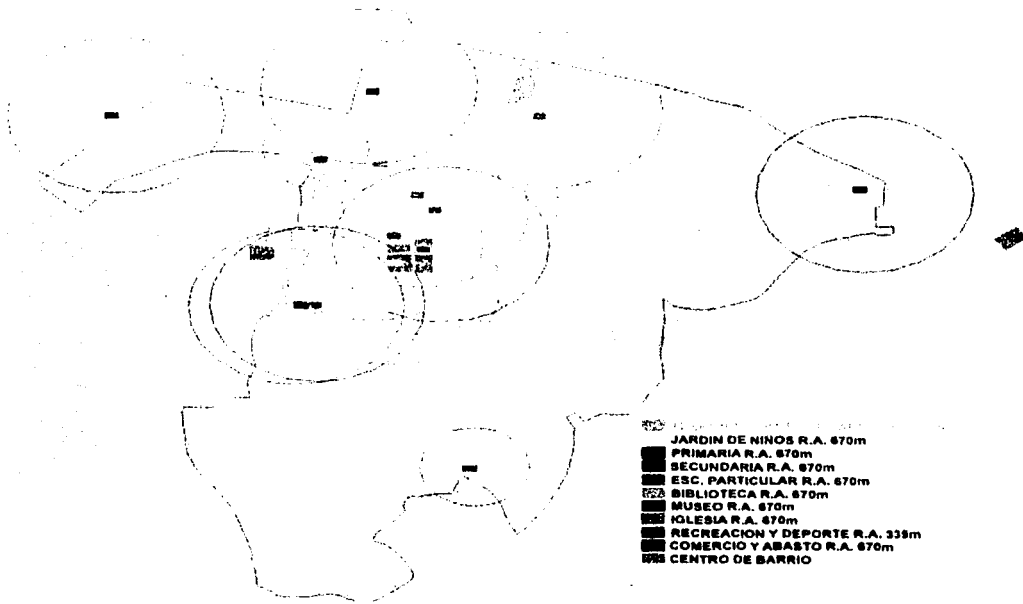 JARDIN DE NINOS R.A. 670m
PRIMARIA R.A. 670m
SECUNDARIA R.A. 670m
ESC. PARTICULAR R.A. 670m
BIBLIOTECA R.A. 670m
MUSEO R.A. 670m
IGLESIA R.A. 670m
RECREACION Y DEPORTE R.A. 335m
COMERCIO Y ABASTO R.A. 670m
CENTRO DE BARRIO